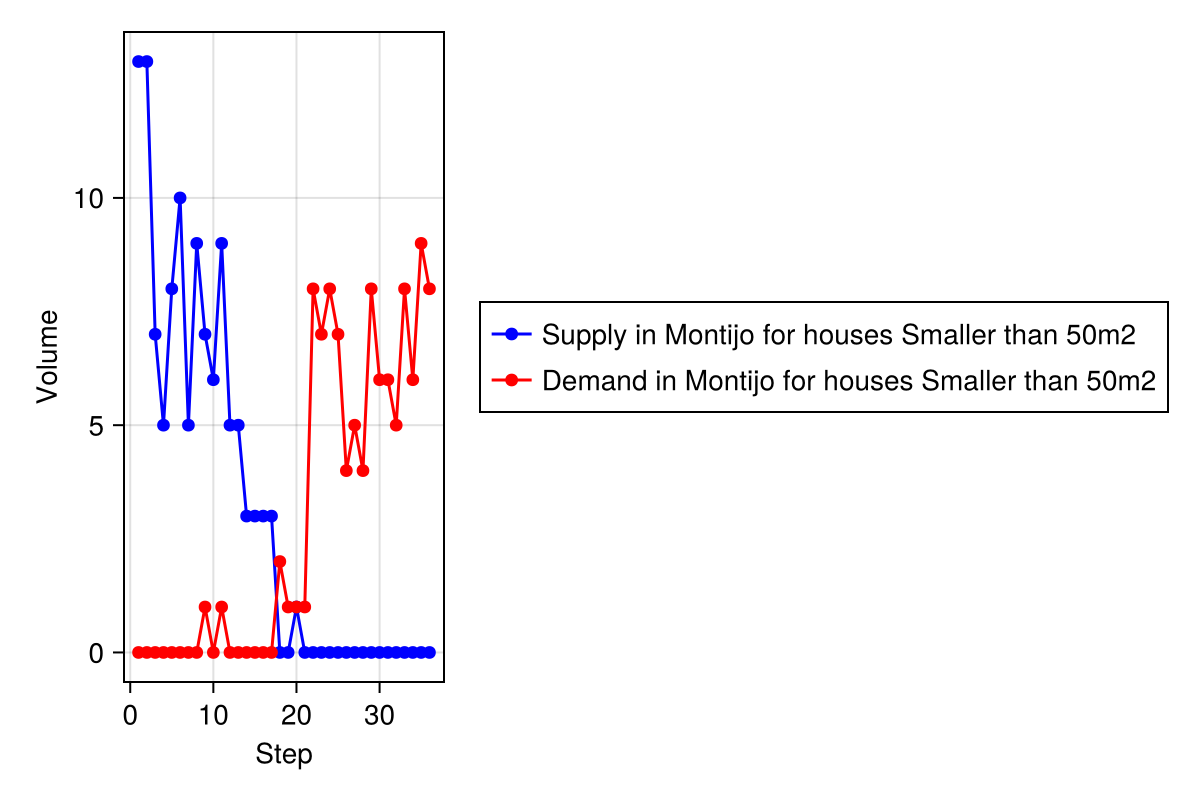 Volume
10
5
0
0 10 20 30
Step
Supply in Montijo for houses Smaller than 50m2
Demand in Montijo for houses Smaller than 50m2